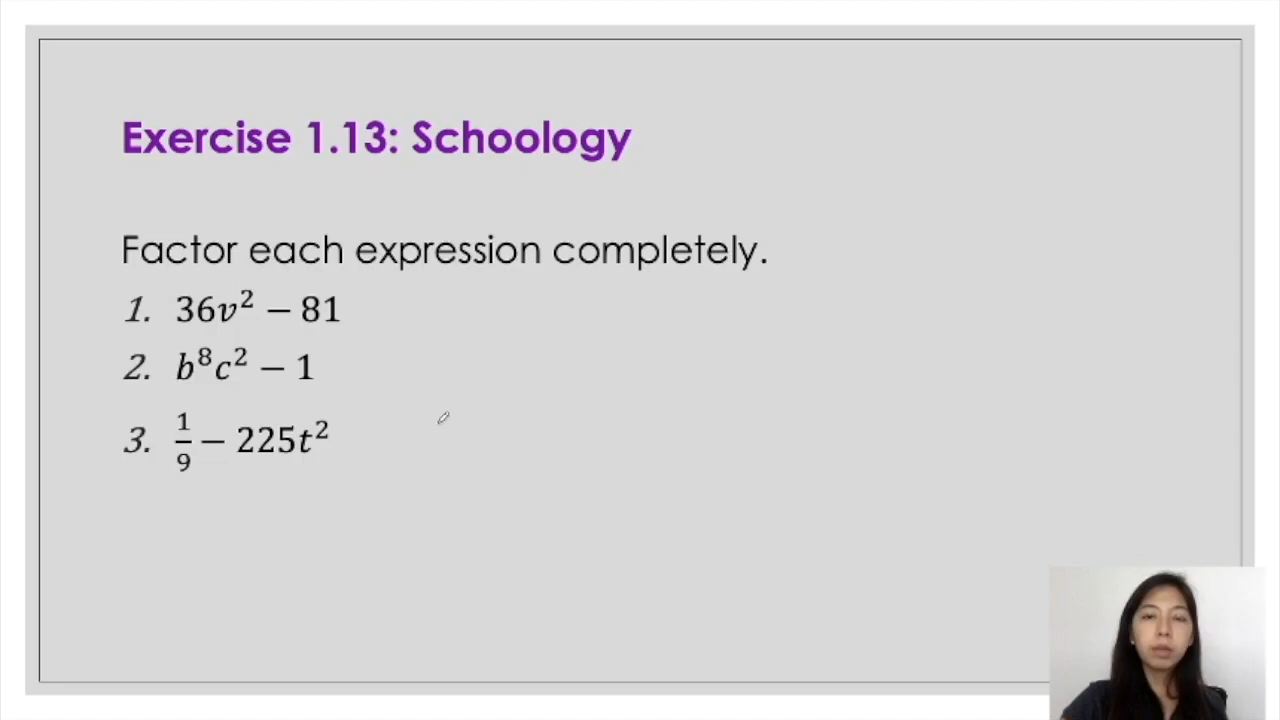 Exercise 1.13: Schoology
Factor each expression completely.
1. 36v² − 81
2. b⁸c² − 1
3. 1/9 − 225t²